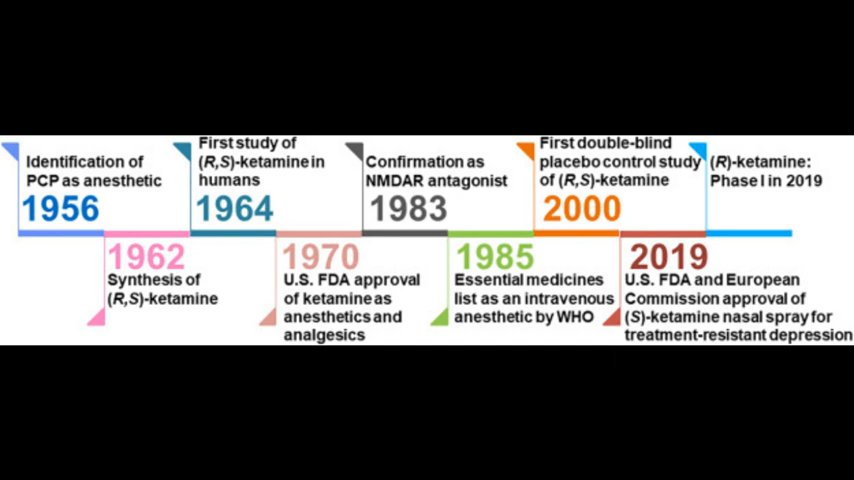 Identification of
PCP as anesthetic
1956
1962
Synthesis of
(R,S)-ketamine
First study of
(R,S)-ketamine in
humans
1964
1970
U.S. FDA approval
of ketamine as
anesthetics and
analgesics
Confirmation as
NMDAR antagonist
1983
1985
Essential medicines
list as an intravenous
anesthetic by WHO
First double-blind
placebo control study
of (R,S)-ketamine
2000
2019
U.S. FDA and European
Commission approval of
(S)-ketamine nasal spray for
treatment-resistant depression
(R)-ketamine:
Phase I in 2019